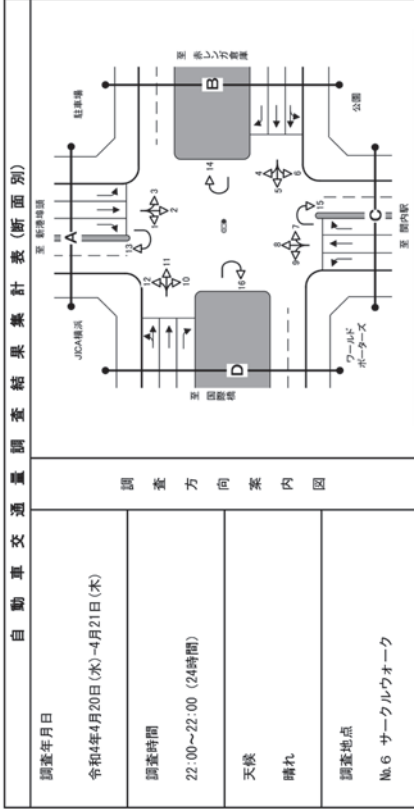 自動車交通量調査結果集計表(断面別)
調査年月日
令和4年4月20日(水)-4月21日(木)
調査時間
22:00~22:00 (24時間)
天候
晴れ
調査地点
№6 サークルウォーク
調査方向案内図
至 新港埠頭
JICA横浜
A
駐車場
至 赤レンガ倉庫
B
公園
至 関内駅
C
ワールド
ポーターズ
至 国際橋
D
1
2
3
4
5
6
7
8
9
10
11
12
13
14
15
16